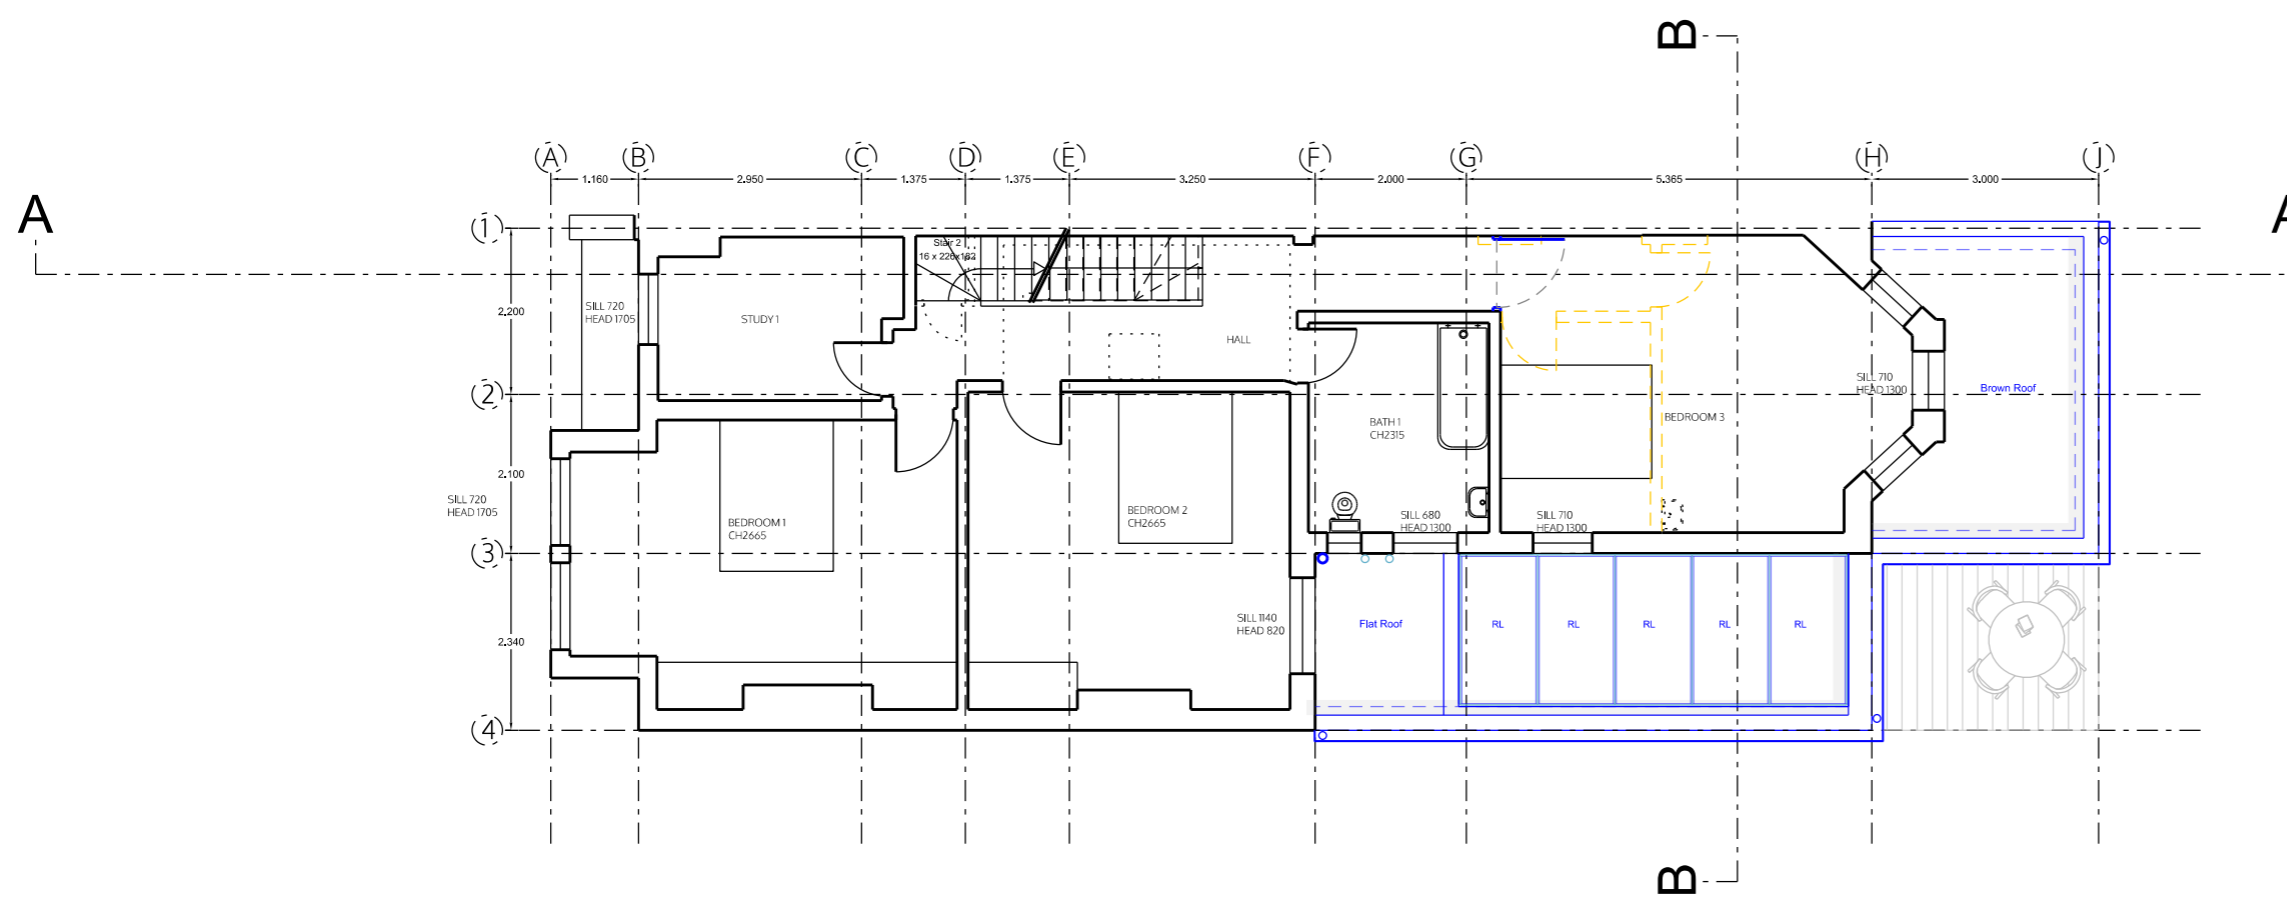 B
A B C D E F G H J
1.160 2.950 1.375 1.375 3.250 2.000 5.365 3.000
A
A
1
Stair 2
16 x 226x182
SILL 720
HEAD 1705
2.200
STUDY 1
HALL
2
SILL 710
HEAD 1300
Brown Roof
BEDROOM 3
BATH 1
CH2315
2.100
SILL 720
HEAD 1705
BEDROOM 1
CH2665
BEDROOM 2
CH2665
SILL 680
HEAD 1300
SILL 710
HEAD 1300
3
2.340
SILL 1140
HEAD 820
Flat Roof
RL RL RL RL RL
4
B